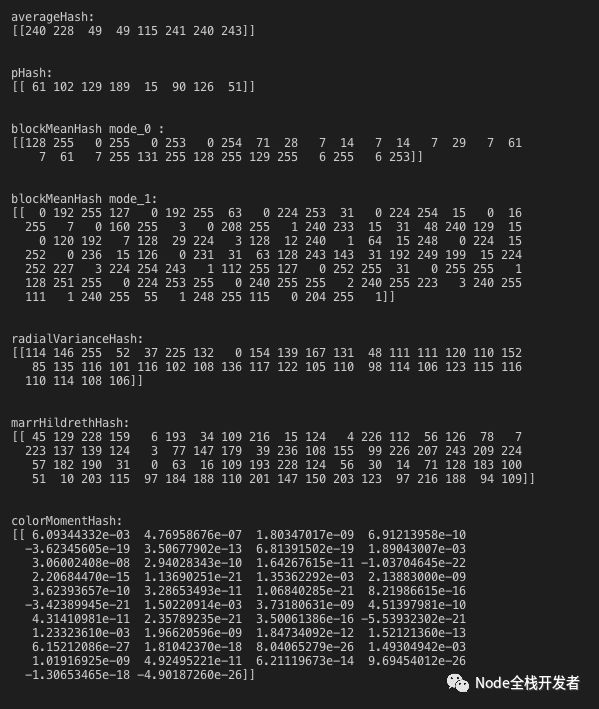 averageHash:
[[240 228  49  49 115 241 240 243]]
pHash:
[[ 61 102 129 189  15  90 126  51]]
blockMeanHash mode_0 :
[[128 255   0 255   0 253   0 254  71  28   7  14   7  14   7  29   7  61
    7  61   7 255 131 255 128 255 129 255   6 255   6 253]]
blockMeanHash mode_1:
[[  0 192 255 127   0 192 255  63   0 224 253  31   0 224 254  15   0  16
  255   7   0 160 255   3   0 208 255   1 240 233  15  31  48 240 129  15
    0 120 192   7 128  29 224   3 128  12 240   1  64  15 248   0 224  15
  252   0 236  15 126   0 231  31  63 128 243 143  31 192 249 199  15 224
  252 227   3 224 254 243   1 112 255 127   0 252 255  31   0 255 255   1
  128 251 255   0 224 253 255   0 240 255 255   2 240 255 223   3 240 255
  111   1 240 255  55   1 248 255 115   0 204 255   1]]
radialVarianceHash:
[[114 146 255  52  37 225 132   0 154 139 167 131  48 111 111 120 110 152
   85 135 116 101 116 102 108 136 117 122 105 110  98 114 106 123 115 116
  110 114 108 106]]
marrHildrethHash:
[[ 45 129 228 159   6 193  34 109 216  15 124   4 226 112  56 126  78   7
  223 137 139 124   3  77 147 179  39 236 108 155  99 226 207 243 209 224
   57 182 190  31   0  63  16 109 193 228 124  56  30  14  71 128 183 100
   51  10 203 115  97 184 188 110 201 147 150 203 123  97 216 188  94 109]]
colorMomentHash:
[[ 6.09344332e-03  4.76958676e-07  1.80347017e-09  6.91213958e-10
  -3.62345605e-19  3.50677902e-13  6.81391502e-19  1.89043007e-03
   3.06002408e-08  2.94028343e-10  1.64267615e-11 -1.03704645e-22
   2.20684470e-15  1.13690251e-21  1.35362292e-03  2.13883000e-09
   3.62393657e-10  3.28653493e-11  1.06840285e-21  8.21986615e-16
  -3.42389945e-21  1.50220914e-03  3.73180631e-09  4.51397981e-10
   4.31410981e-11  2.35789235e-21  3.50061386e-16 -5.53932302e-21
   1.23323610e-03  1.96620596e-09  1.84734092e-12  1.52121360e-13
   6.15212086e-27  1.81042370e-18  8.04065279e-26  1.49304942e-03
   1.01916925e-09  4.92495221e-11  6.21119673e-14  9.69454012e-26
  -1.30653465e-18 -4.90187260e-26]]
Node全栈开发者